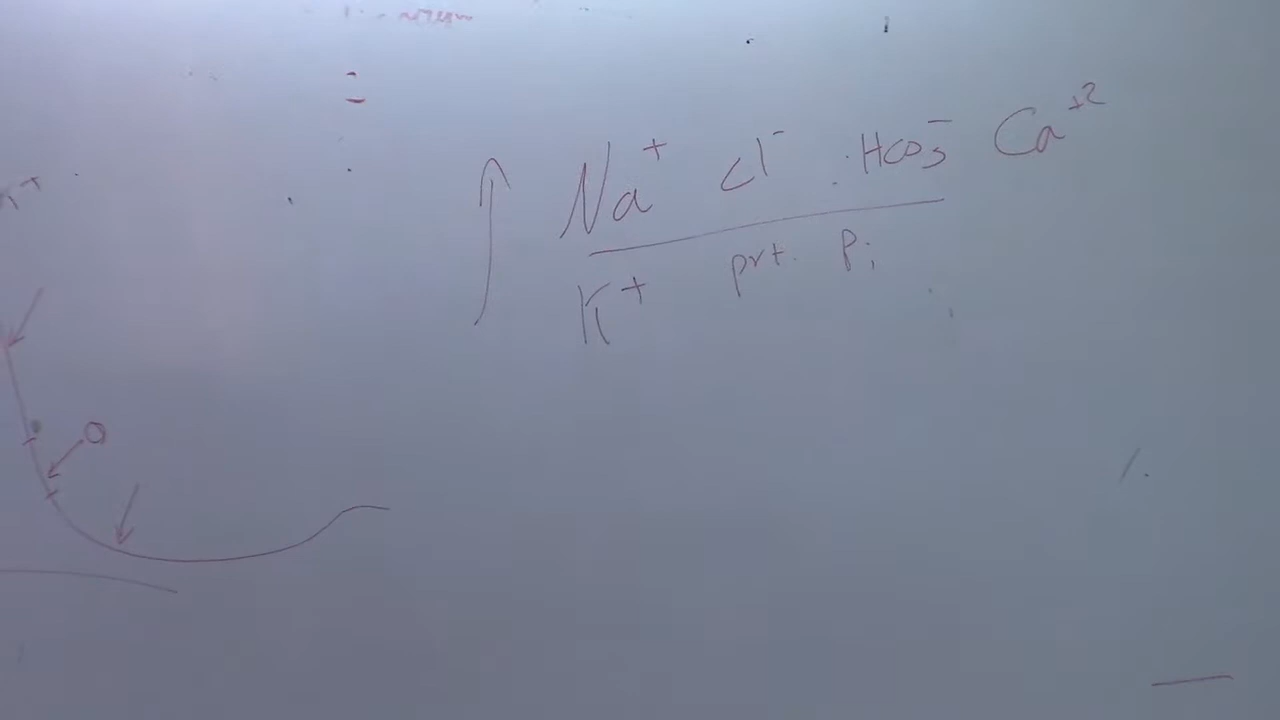 ↑ Na⁺ Cl⁻ HCO₃⁻ Ca⁺²
K⁺ prt. Pᵢ